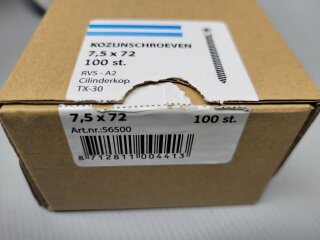 KOZIJNSCHROEVEN
7,5 x 72
100 st.
RVS - A2
Cilinderkop
TX-30
7,5 x 72 100 st.
Art.nr.:56500
8 712811 004413